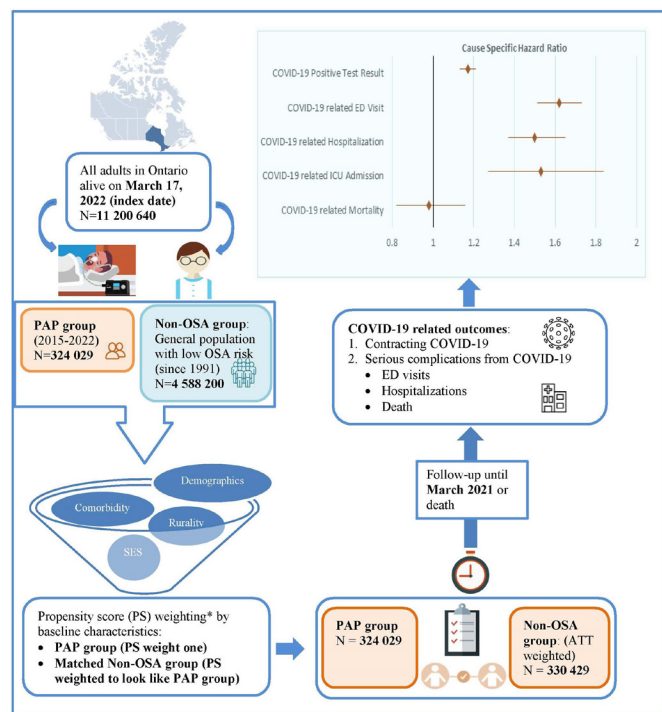 All adults in Ontario
alive on March 17,
2022 (index date)
N=11 200 640
PAP group
(2015-2022)
N=324 029
Non-OSA group:
General population
with low OSA risk
(since 1991)
N=4 588 200
Demographics
Comorbidity
Rurality
SES
Propensity score (PS) weighting* by
baseline characteristics:
• PAP group (PS weight one)
• Matched Non-OSA group (PS
weighted to look like PAP group)
PAP group
N = 324 029
Non-OSA
group: (ATT
weighted)
N = 330 429
Follow-up until
March 2021 or
death
COVID-19 related outcomes:
1. Contracting COVID-19
2. Serious complications from COVID-19
• ED visits
• Hospitalizations
• Death
Cause Specific Hazard Ratio
COVID-19 Positive Test Result
COVID-19 related ED Visit
COVID-19 related Hospitalization
COVID-19 related ICU Admission
COVID-19 related Mortality
0.8 1 1.2 1.4 1.6 1.8 2